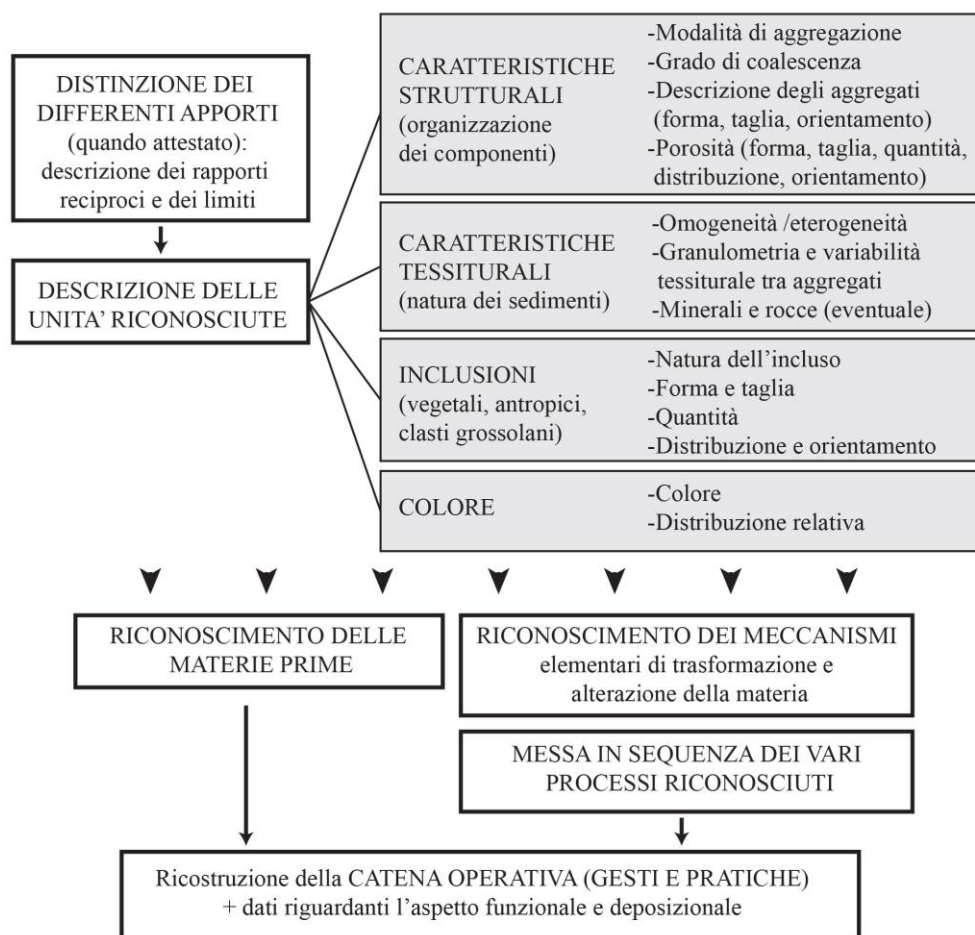 DISTINZIONE DEI
DIFFERENTI APPORTI
(quando attestato):
descrizione dei rapporti
reciproci e dei limiti
DESCRIZIONE DELLE
UNITA’ RICONOSCIUTE
CARATTERISTICHE
STRUTTURALI
(organizzazione
dei componenti)
-Modalità di aggregazione
-Grado di coalescenza
-Descrizione degli aggregati
(forma, taglia, orientamento)
-Porosità (forma, taglia, quantità,
distribuzione, orientamento)
CARATTERISTICHE
TESSITURALI
(natura dei sedimenti)
-Omogeneità /eterogeneità
-Granulometria e variabilità
tessiturale tra aggregati
-Minerali e rocce (eventuale)
INCLUSIONI
(vegetali, antropici,
clasti grossolani)
-Natura dell’incluso
-Forma e taglia
-Quantità
-Distribuzione e orientamento
COLORE
-Colore
-Distribuzione relativa
RICONOSCIMENTO DELLE
MATERIE PRIME
RICONOSCIMENTO DEI MECCANISMI
elementari di trasformazione e
alterazione della materia
MESSA IN SEQUENZA DEI VARI
PROCESSI RICONOSCIUTI
Ricostruzione della CATENA OPERATIVA (GESTI E PRATICHE)
+ dati riguardanti l’aspetto funzionale e deposizionale